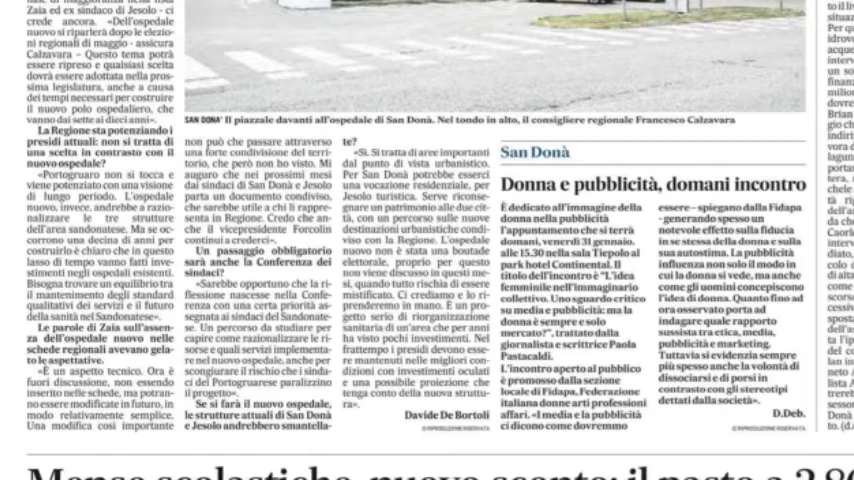 Zaia ed ex sindaco di Jesolo - ci
crede ancora. «Dell'ospedale
nuovo si riparlerà dopo le elezio-
ni regionali di maggio - assicura
Calzavara – Questo tema potrà
essere ripreso e qualsiasi scelta
dovrà essere adottata nella pros-
sima legislatura, anche a causa
dei tempi necessari per costruire
il nuovo polo ospedaliero, che
vanno dai sette ai dieci anni».
La Regione sta potenziando i
presidi attuali: non si tratta di
una scelta in contrasto con il
nuovo ospedale?
«Portogruaro non si tocca e
viene potenziato con una visione
di lungo periodo. L'ospedale
nuovo, invece, andrebbe a razio-
nalizzare le tre strutture
dell'area sandonatese. Ma se oc-
corrono una decina di anni per
costruirlo è chiaro che in questo
lasso di tempo vanno fatti inve-
stimenti negli ospedali esistenti.
Bisogna trovare un equilibrio tra
il mantenimento degli standard
qualitativi dei servizi e il futuro
della sanità nel Sandonatese».
Le parole di Zaia sull'assen-
za dell'ospedale nuovo nelle
schede regionali avevano gela-
to le aspettative.
«È un aspetto tecnico. Ora è
fuori discussione, non essendo
inserito nelle schede, ma potran-
no essere modificate in futuro, in
modo relativamente semplice.
Una modifica così importante
SAN DONA' Il piazzale davanti all'ospedale di San Donà. Nel tondo in alto, il consigliere regionale Francesco Calzavara
non può che passare attraverso
una forte condivisione del terri-
torio, che però non ho visto. Mi
auguro che nei prossimi mesi
dai sindaci di San Donà e Jesolo
parta un documento condiviso,
che sarebbe utile a chi li rappre-
senta in Regione. Credo che an-
che il vicepresidente Forcolin
continui a crederci».
Un passaggio obbligatorio
sarà anche la Conferenza dei
sindaci?
«Sarebbe opportuno che la ri-
flessione nascesse nella Confe-
renza con una certa priorità as-
segnata ai sindaci del Sandonate-
se. Un percorso da studiare per
capire come razionalizzare le ri-
sorse e quali servizi implementa-
re nel nuovo ospedale, anche per
scongiurare il rischio che i sinda-
ci del Portogruarese paralizzino
il progetto».
Se si farà il nuovo ospedale,
le strutture attuali di San Donà
e Jesolo andrebbero smantella-
te?
«Sì. Si tratta di aree importanti
dal punto di vista urbanistico.
Per San Donà potrebbe esserci
una vocazione residenziale, per
Jesolo turistica. Serve riconse-
gnare un patrimonio alle due cit-
tà, con un percorso sulle nuove
destinazioni urbanistiche condi-
viso con la Regione. L'ospedale
nuovo non è stata una boutade
elettorale, proprio per questo
non viene discusso in questi me-
si, quando tutto rischia di essere
mistificato. Ci crediamo e lo ri-
prenderemo in mano. È un pro-
getto serio di riorganizzazione
sanitaria di un'area che per anni
ha visto pochi investimenti. Nel
frattempo i presidi devono esse-
re mantenuti nelle migliori con-
dizioni con investimenti oculati
e una possibile proiezione che
tenga conto della nuova struttu-
ra».
Davide De Bortoli
©RIPRODUZIONE RISERVATA
San Donà
Donna e pubblicità, domani incontro
È dedicato all'immagine della
donna nella pubblicità
l'appuntamento che si terrà
domani, venerdì 31 gennaio,
alle 15.30 nella sala Tiepolo al
park hotel Continental. Il
titolo dell'incontro è "L'idea
femminile nell'immaginario
collettivo. Uno sguardo critico
su media e pubblicità: ma la
donna è sempre e solo
mercato?", trattato dalla
giornalista e scrittrice Paola
Pastacaldi.
L'incontro aperto al pubblico
è promosso dalla sezione
locale di Fidapa, Federazione
italiana donne arti professioni
affari. «I media e la pubblicità
ci dicono come dovremmo
essere – spiegano dalla Fidapa
- generando spesso un
notevole effetto sulla fiducia
in se stessa della donna e sulla
sua autostima. La pubblicità
influenza non solo il modo in
cui la donna si vede, ma anche
come gli uomini concepiscono
l'idea di donna. Quanto fino ad
ora osservato porta ad
indagare quale rapporto
sussista tra etica, media,
pubblicità e marketing.
Tuttavia si evidenzia sempre
più spesso anche la volontà di
dissociarsi e di porsi in
contrasto con gli stereotipi
dettati dalla società».
D.Deb.
©RIPRODUZIONE RISERVATA